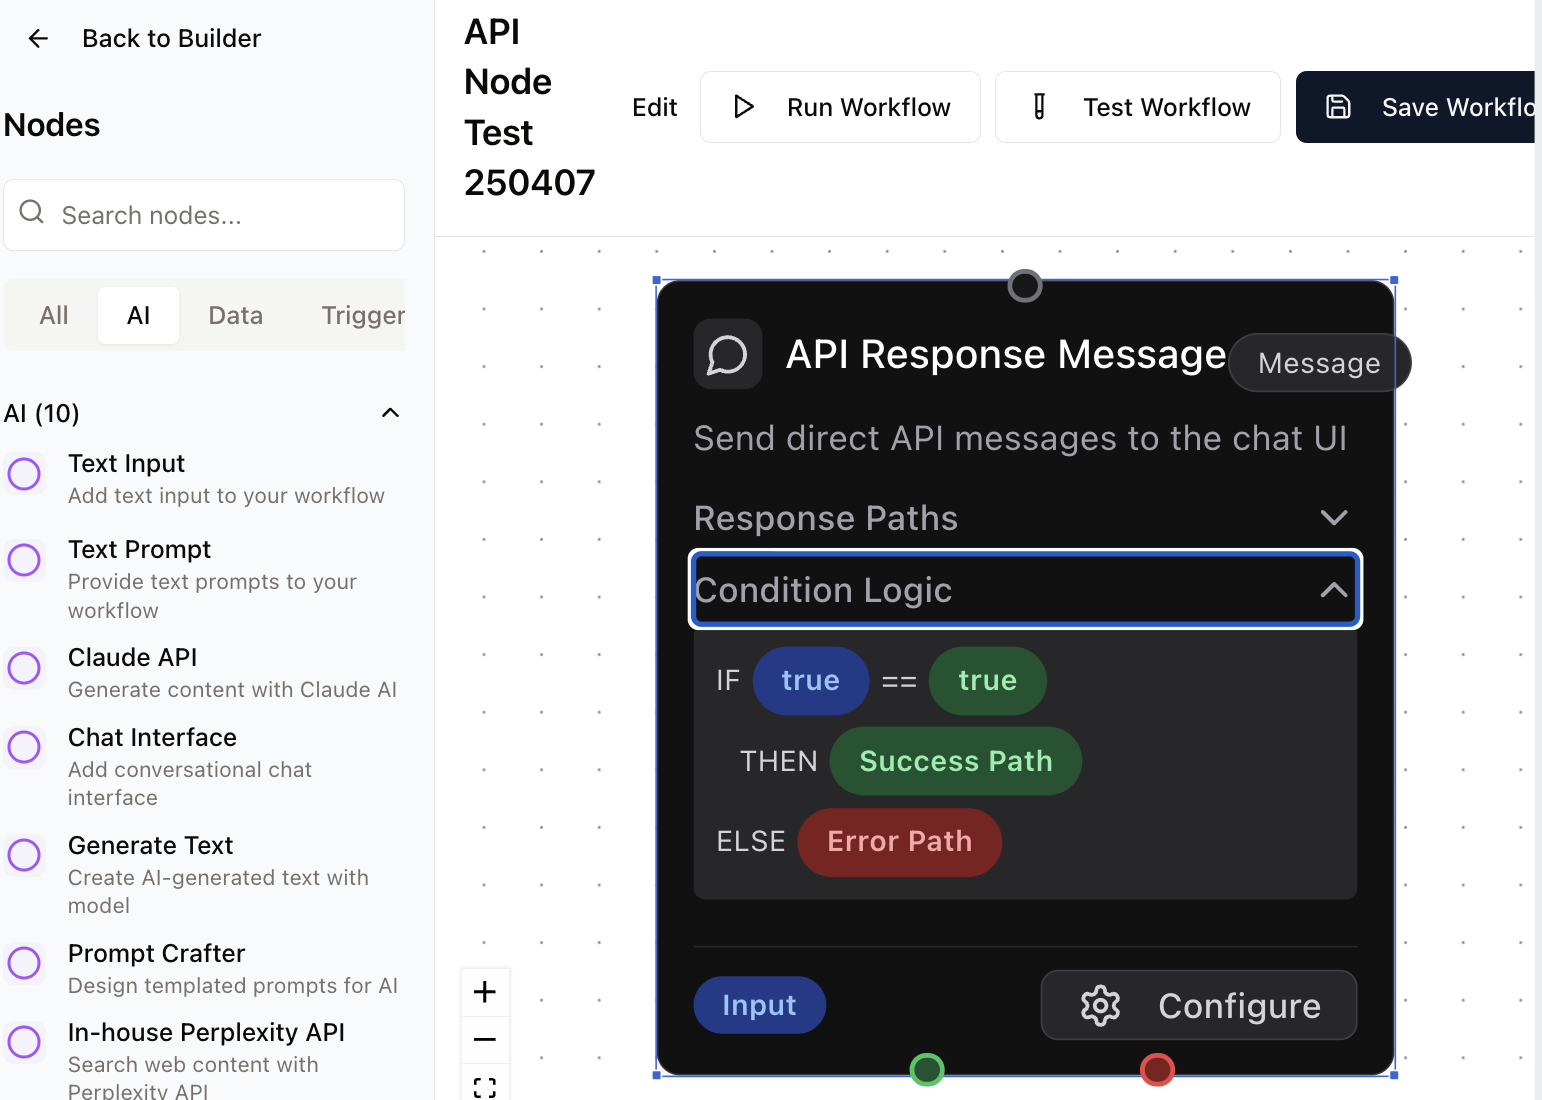 Back to Builder
Nodes
Search nodes...
All
AI
Data
Trigger
AI (10)
Text Input
Add text input to your workflow
Text Prompt
Provide text prompts to your
workflow
Claude API
Generate content with Claude AI
Chat Interface
Add conversational chat
interface
Generate Text
Create AI-generated text with
model
Prompt Crafter
Design templated prompts for AI
In-house Perplexity API
Search web content with
Perplexity API
API
Node
Test
250407
Edit
Run Workflow
Test Workflow
Save Workflo
API Response Message
Message
Send direct API messages to the chat UI
Response Paths
Condition Logic
IF true == true
THEN Success Path
ELSE Error Path
Input
Configure